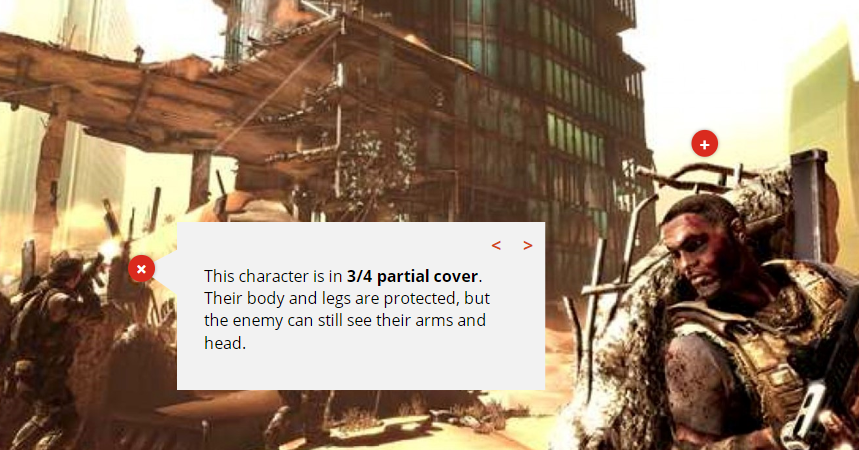 < >
This character is in 3/4 partial cover.
Their body and legs are protected, but
the enemy can still see their arms and
head.